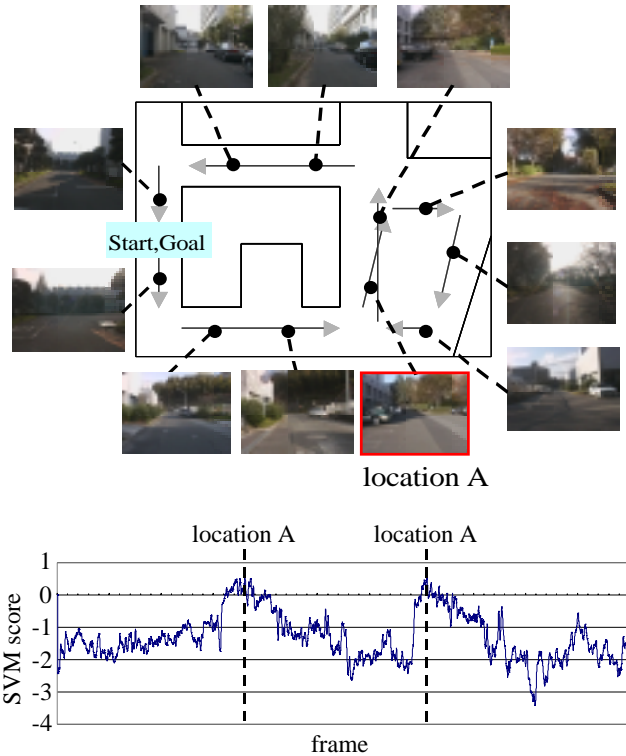 Start,Goal
location A
location A location A
1
0
-1
-2
-3
-4
SVM score
frame